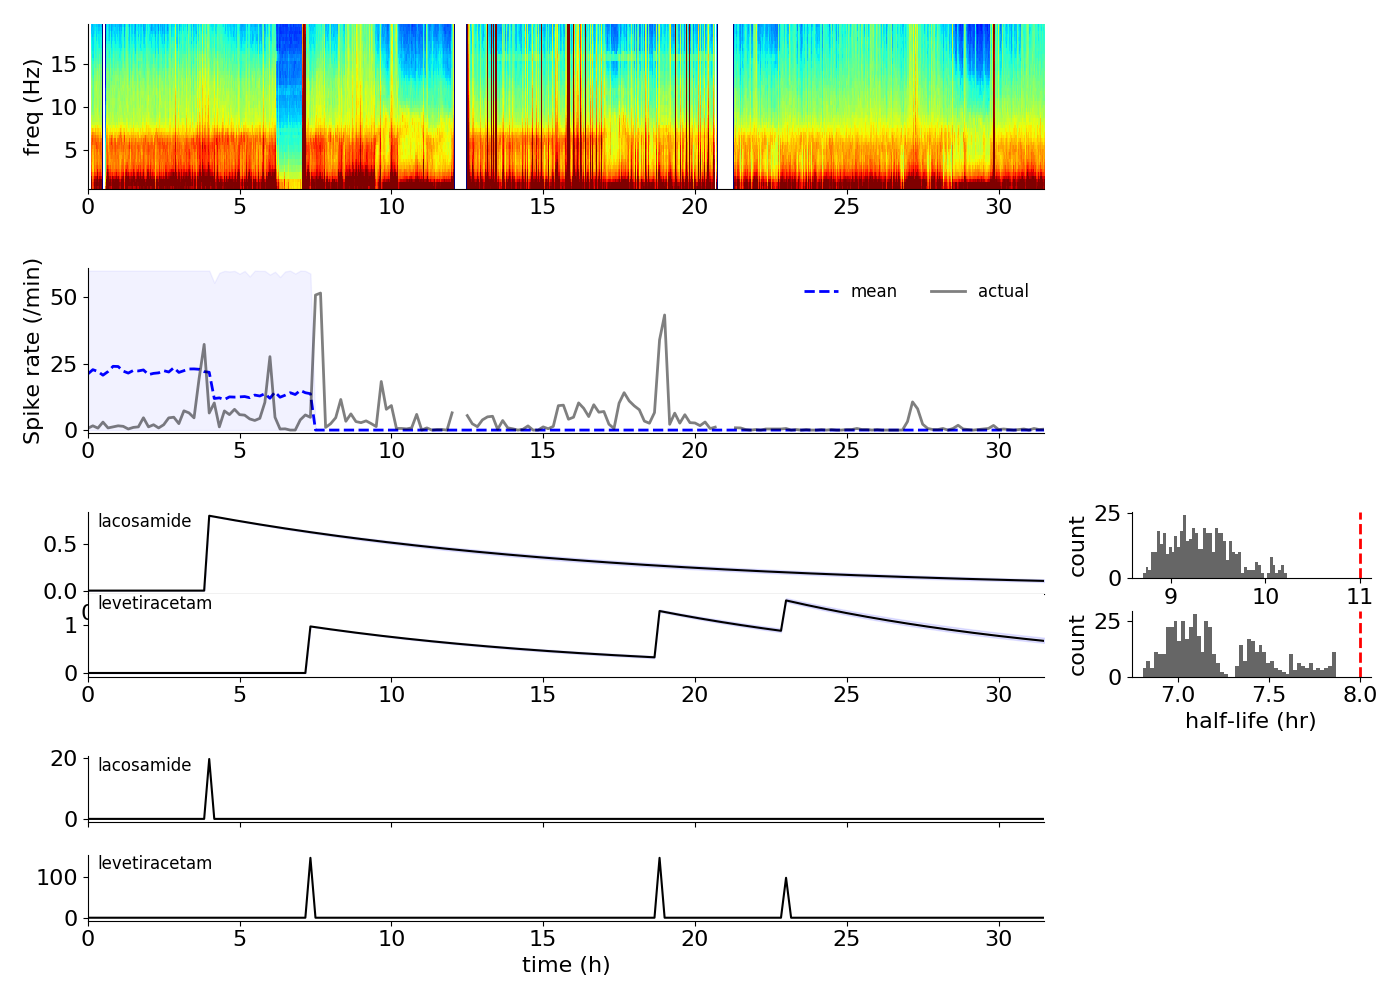 freq (Hz)
15
10
5
0 5 10 15 20 25 30
Spike rate (/min)
50
25
0
mean actual
0 5 10 15 20 25 30
lacosamide
0.5
0.0
levetiracetam
1
0
0 5 10 15 20 25 30
count
25
0
9 10 11
count
25
0
7.0 7.5 8.0
half-life (hr)
lacosamide
20
0
levetiracetam
100
0
0 5 10 15 20 25 30
time (h)